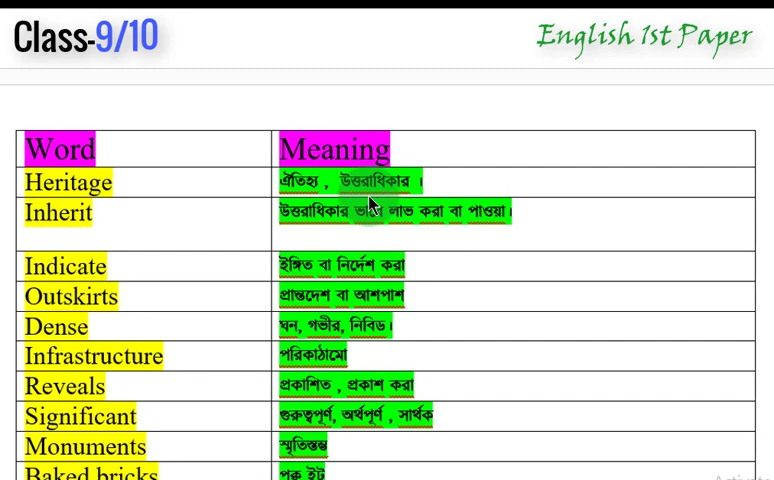 Class-9/10 English 1st Paper
Word Meaning
Heritage ঐতিহ্য , উত্তরাধিকার ।
Inherit উত্তরাধিকার ভাবে লাভ করা বা পাওয়া।
Indicate ইঙ্গিত বা নির্দেশ করা
Outskirts প্রান্তদেশ বা আশপাশ
Dense ঘন, গভীর, নিবিড়।
Infrastructure পরিকাঠামো
Reveals প্রকাশিত , প্রকাশ করা
Significant গুরুত্বপূর্ণ, অর্থপূর্ণ , সার্থক
Monuments স্মৃতিস্তম্ভ
Baked bricks পক্ক ইট